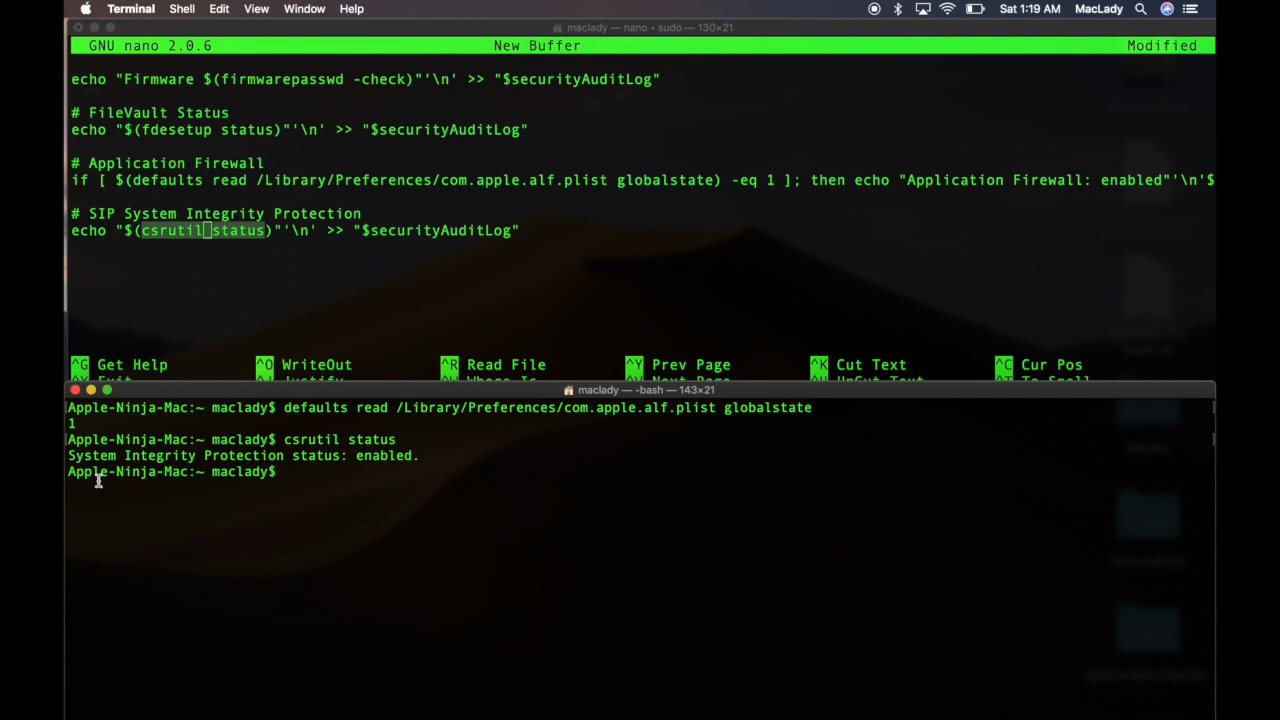 Terminal Shell Edit View Window Help Sat 1:19 AM MacLady
maclady — nano • sudo — 130×21
GNU nano 2.0.6 New Buffer Modified
echo "Firmware $(firmwarepasswd -check)"'\n' >> "$securityAuditLog"
# FileVault Status
echo "$(fdesetup status)"'\n' >> "$securityAuditLog"
# Application Firewall
if [ $(defaults read /Library/Preferences/com.apple.alf.plist globalstate) -eq 1 ]; then echo "Application Firewall: enabled"'\n'$
# SIP System Integrity Protection
echo "$(csrutil status)"'\n' >> "$securityAuditLog"
^G Get Help ^O WriteOut ^R Read File ^Y Prev Page ^K Cut Text ^C Cur Pos
maclady — -bash — 143×21
Apple-Ninja-Mac:~ maclady$ defaults read /Library/Preferences/com.apple.alf.plist globalstate
1
Apple-Ninja-Mac:~ maclady$ csrutil status
System Integrity Protection status: enabled.
Apple-Ninja-Mac:~ maclady$